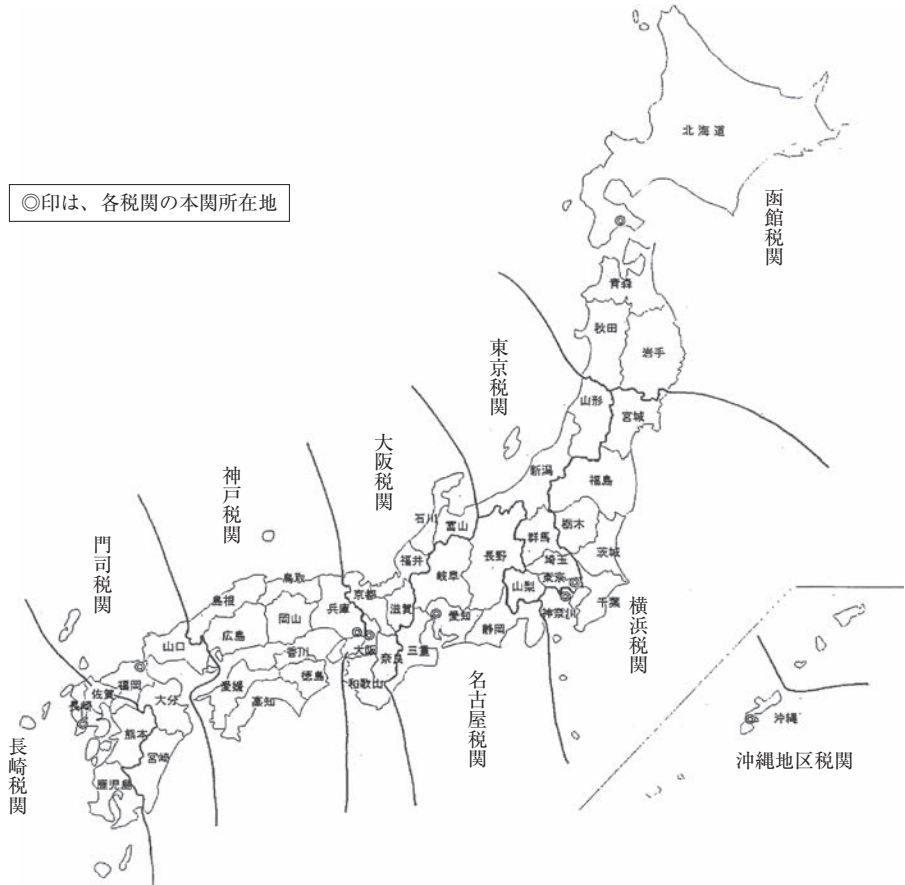 北海道
◎印は、各税関の本関所在地
函館税関
青森
秋田
岩手
東京税関
山形
宮城
大阪税関
新潟
福島
神戸税関
石川
富山
栃木
群馬
福井
長野
埼玉
茨城
門司税関
岐阜
東京
山梨
鳥取
京都
滋賀
千葉
島根
兵庫
愛知
神奈川
横浜税関
岡山
静岡
広島
山口
三重
大阪
奈良
香川
名古屋税関
徳島
和歌山
福岡
愛媛
佐賀
高知
大分
長崎
沖縄
熊本
長崎税関
宮崎
沖縄地区税関
鹿児島